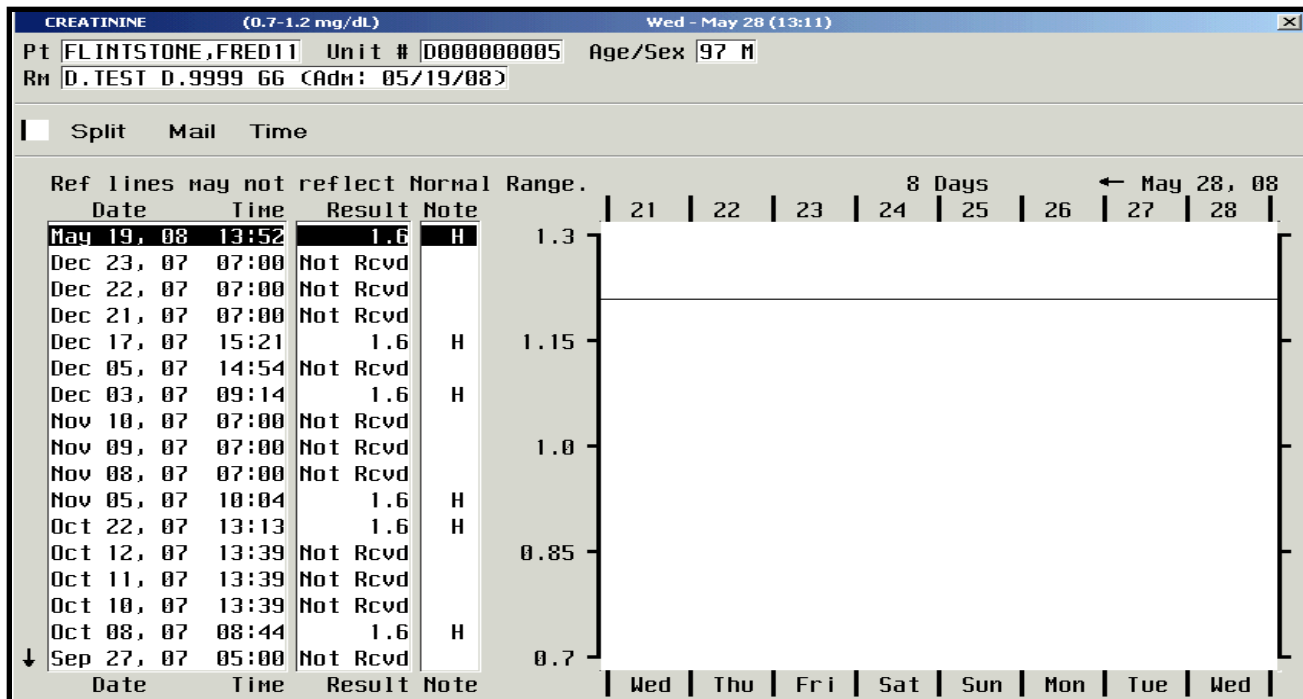 CREATININE (0.7-1.2 mg/dL) Wed - May 28 (13:11)
Pt FLINTSTONE,FRED11 Unit # D000000005 Age/Sex 97 M
Rm D.TEST D.9999 GG (Adm: 05/19/08)
Split Mail Time
Ref lines may not reflect Normal Range. 8 Days ← May 28, 08
Date Time Result Note 21 22 23 24 25 26 27 28
May 19, 08 13:52 1.6 H 1.3
Dec 23, 07 07:00 Not Rcvd
Dec 22, 07 07:00 Not Rcvd
Dec 21, 07 07:00 Not Rcvd
Dec 17, 07 15:21 1.6 H 1.15
Dec 05, 07 14:54 Not Rcvd
Dec 03, 07 09:14 1.6 H
Nov 10, 07 07:00 Not Rcvd
Nov 09, 07 07:00 Not Rcvd 1.0
Nov 08, 07 07:00 Not Rcvd
Nov 05, 07 10:04 1.6 H
Oct 22, 07 13:13 1.6 H
Oct 12, 07 13:39 Not Rcvd 0.85
Oct 11, 07 13:39 Not Rcvd
Oct 10, 07 13:39 Not Rcvd
Oct 08, 07 08:44 1.6 H
↓ Sep 27, 07 05:00 Not Rcvd 0.7
Date Time Result Note Wed Thu Fri Sat Sun Mon Tue Wed